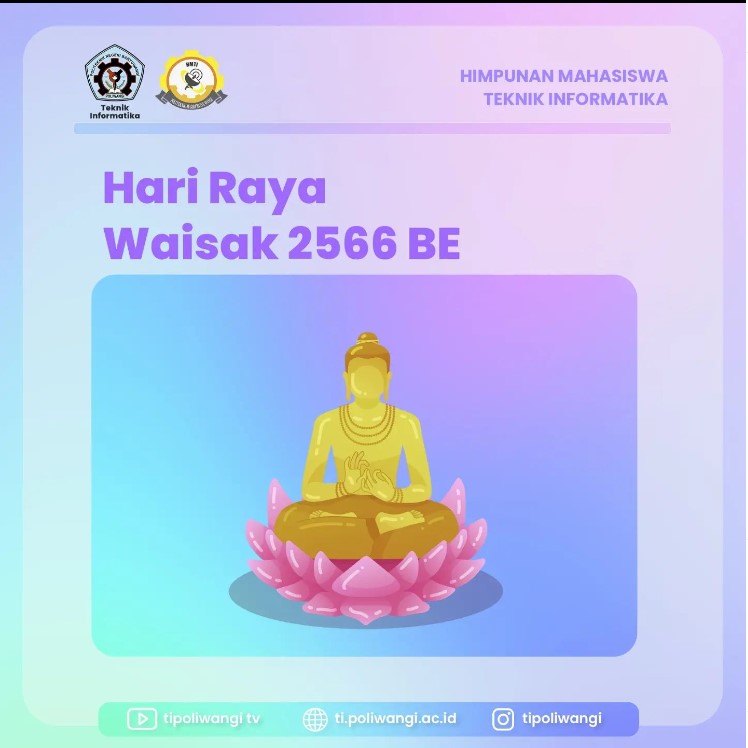 Teknik
Informatika
HMTI
HIMPUNAN MAHASISWA
TEKNIK INFORMATIKA
Hari Raya
Waisak 2566 BE
tipoliwangi tv
ti.poliwangi.ac.id
tipoliwangi